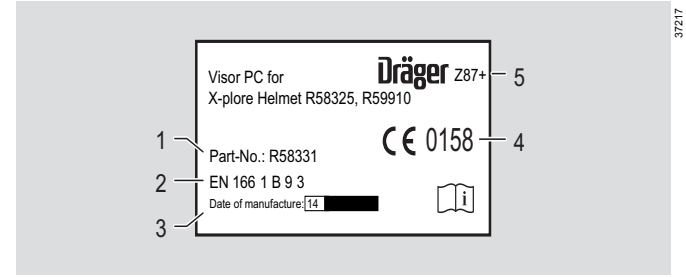 37217
Visor PC for
Dräger Z87+ 5
X-plore Helmet R58325, R59910
CE 0158 4
1
Part-No.: R58331
2 EN 166 1 B 9 3
Date of manufacture: 14
3
i